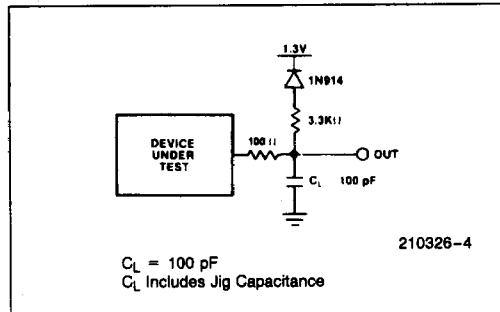 1.3V
1N914
3.3KΩ
DEVICE
UNDER
TEST
100 Ω
OUT
CL 100 pF
210326-4
CL = 100 pF
CL Includes Jig Capacitance